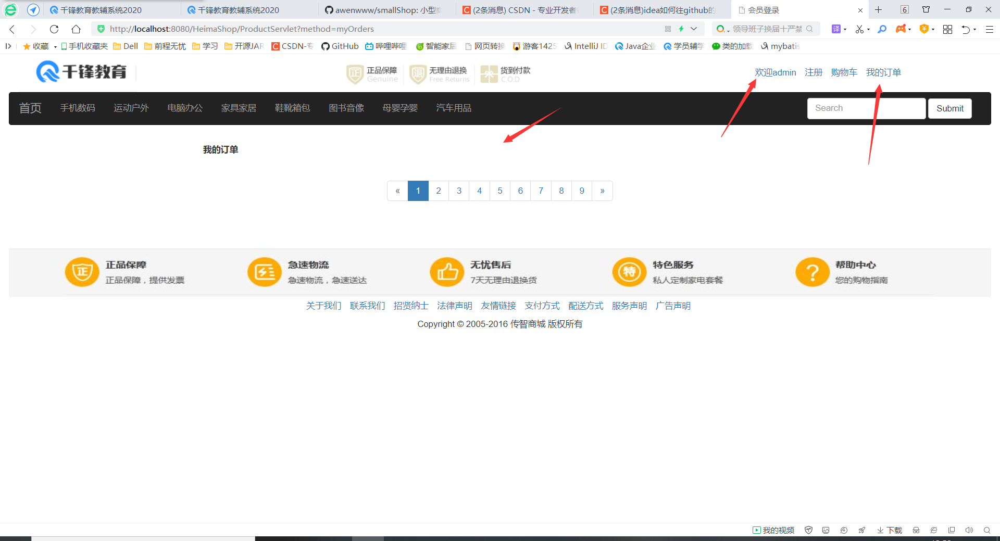 千锋教育教辅系统2020
千锋教育教辅系统2020
awenwww/smallShop: 小型
(2条消息) CSDN - 专业开发者
(2条消息)idea如何往github的
会员登录
6
http://localhost:8080/HeimaShop/ProductServlet?method=myOrders
领导班子换届十严禁
译
收藏
手机收藏夹
Dell
前程无忧
学习
开源JAR
CSDN-专
GitHub
哔哩哔哩
智能家居
网页转换
游客1425
IntelliJ ID
Java企业
学员辅学
类的加载
mybatis
千锋教育
正 正品保障
Genuine
退 无理由退换
Free Returns
货到付款
C.O.D
欢迎admin 注册 购物车 我的订单
首页 手机数码 运动户外 电脑办公 家具家居 鞋靴箱包 图书音像 母婴孕婴 汽车用品 Search Submit
我的订单
« 1 2 3 4 5 6 7 8 9 »
正 正品保障
正品保障，提供发票
急速物流
急速物流，急速送达
无忧售后
7天无理由退换货
特 特色服务
私人定制家电套餐
? 帮助中心
您的购物指南
关于我们 联系我们 招贤纳士 法律声明 友情链接 支付方式 配送方式 服务声明 广告声明
Copyright © 2005-2016 传智商城 版权所有
我的视频
下载